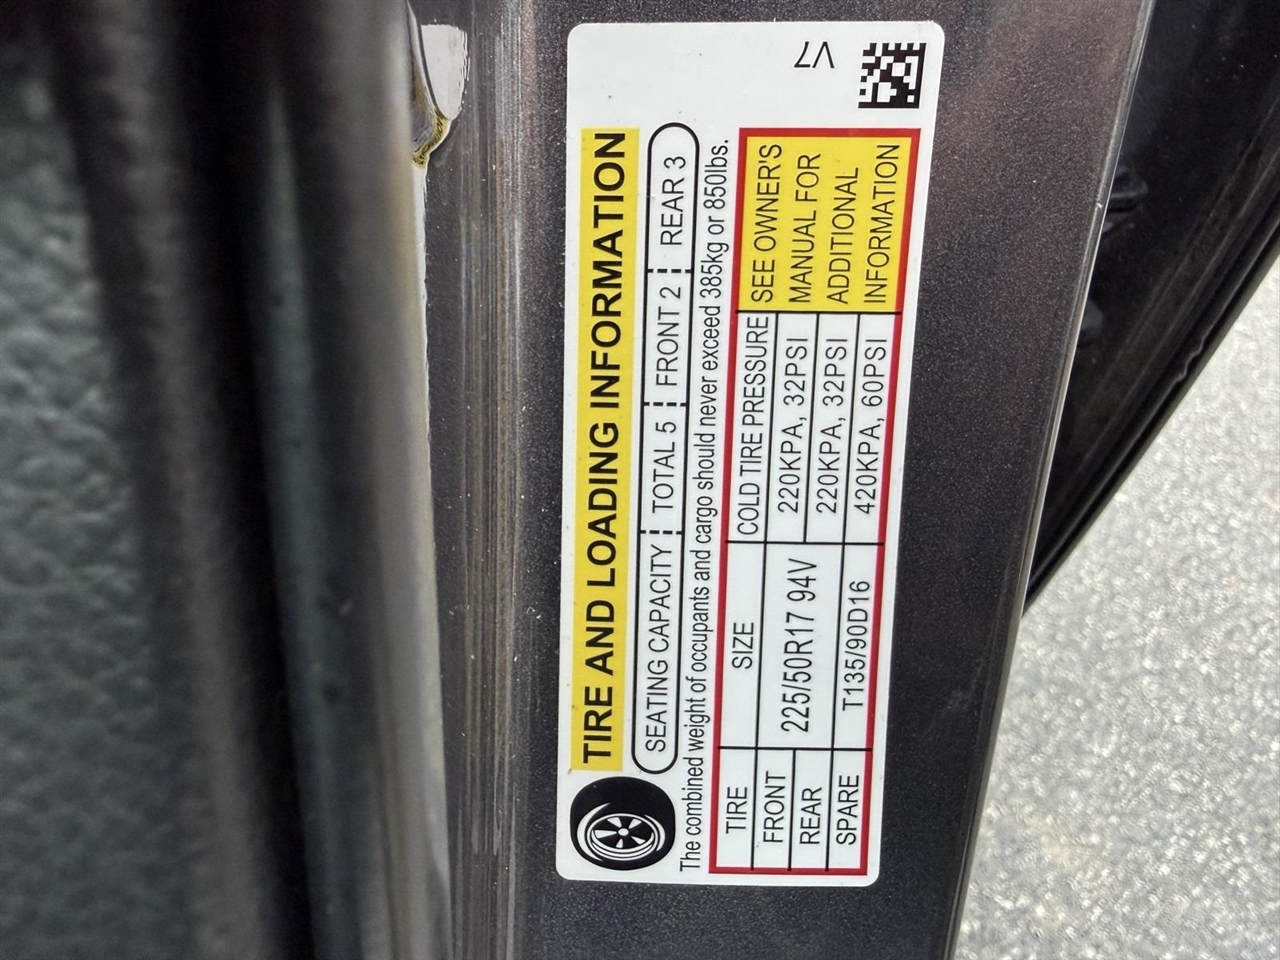 V7
TIRE AND LOADING INFORMATION
SEATING CAPACITY TOTAL 5 FRONT 2 REAR 3
The combined weight of occupants and cargo should never exceed 385kg or 850lbs.
TIRE SIZE COLD TIRE PRESSURE
FRONT 225/50R17 94V 220KPA, 32PSI
REAR 220KPA, 32PSI
SPARE T135/90D16 420KPA, 60PSI
SEE OWNER'S
MANUAL FOR
ADDITIONAL
INFORMATION